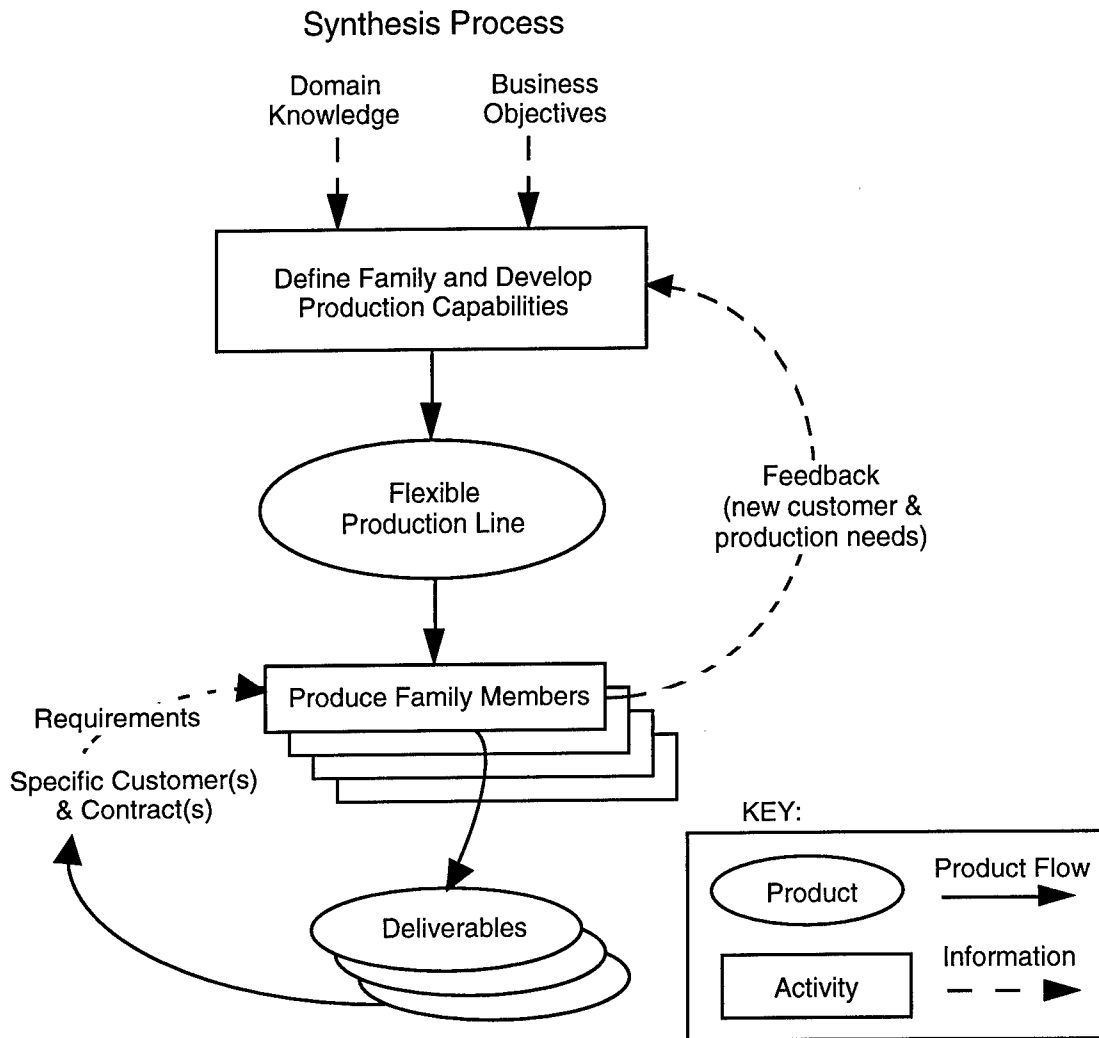 Synthesis Process
Domain
Knowledge
Business
Objectives
Define Family and Develop
Production Capabilities
Flexible
Production Line
Feedback
(new customer &
production needs)
Produce Family Members
Requirements
Specific Customer(s)
& Contract(s)
Deliverables
KEY:
Product
Product Flow
Activity
Information